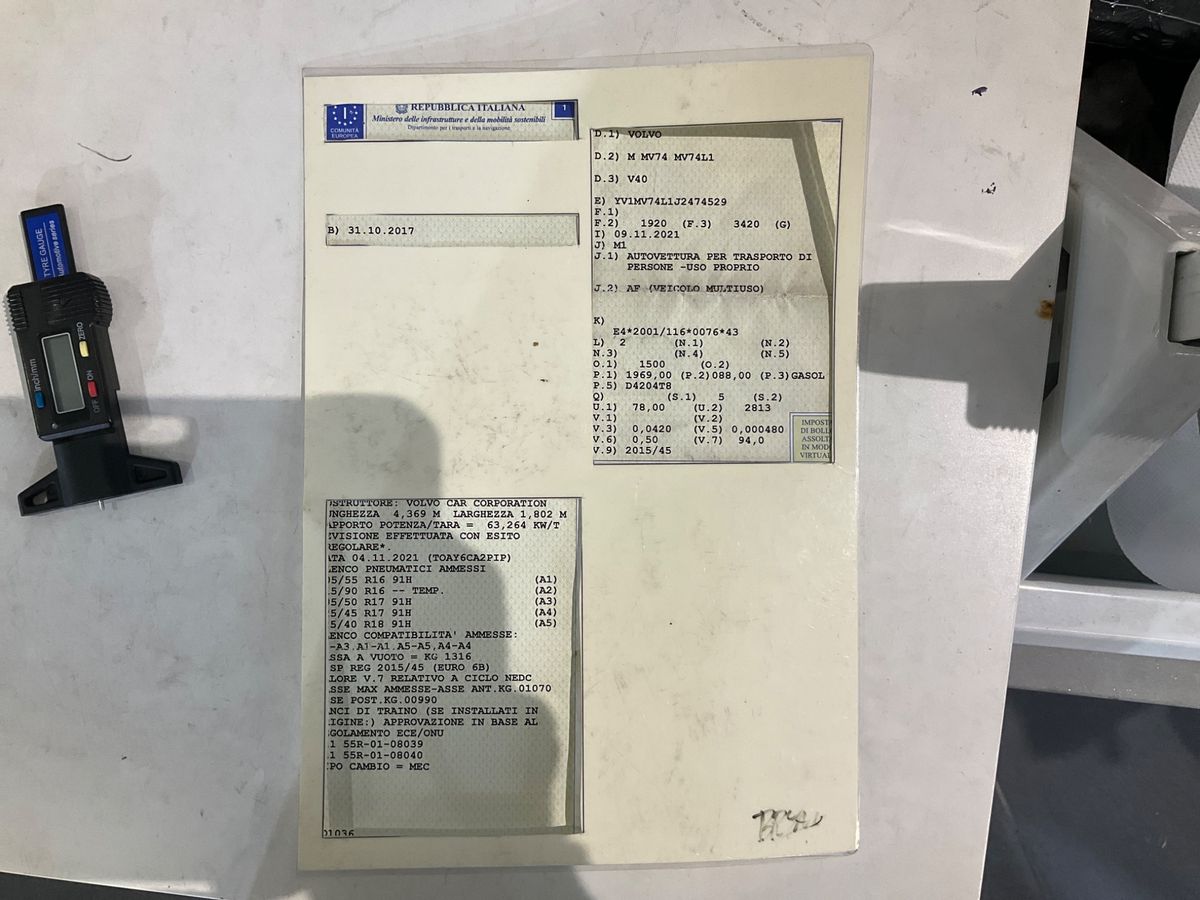 REPUBBLICA ITALIANA
1
Ministero delle infrastrutture e della mobilità sostenibili
Dipartimento per i trasporti e la navigazione
I
COMUNITÀ
EUROPEA
B) 31.10.2017
D.1) VOLVO
D.2) M MV74 MV74L1
D.3) V40
E) YV1MV74L1J2474529
F.1)
F.2) 1920 (F.3) 3420 (G)
I) 09.11.2021
J) M1
J.1) AUTOVETTURA PER TRASPORTO DI
PERSONE -USO PROPRIO
J.2) AF (VEICOLO MULTIUSO)
K)
E4*2001/116*0076*43
L) 2 (N.1) (N.2)
N.3) (N.4) (N.5)
O.1) 1500 (O.2)
P.1) 1969,00 (P.2)088,00 (P.3)GASOL
P.5) D4204T8
Q) (S.1) 5 (S.2)
U.1) 78,00 (U.2) 2813
V.1) (V.2)
V.3) 0,0420 (V.5) 0,000480
V.6) 0,50 (V.7) 94,0
V.9) 2015/45
IMPOST
DI BOLL
ASSOLT
IN MOD
VIRTUAL
OSTRUTTORE: VOLVO CAR CORPORATION
UNGHEZZA 4,369 M LARGHEZZA 1,802 M
APPORTO POTENZA/TARA = 63,264 KW/T
EVISIONE EFFETTUATA CON ESITO
REGOLARE*.
ATA 04.11.2021 (TOAY6CA2PIP)
LENCO PNEUMATICI AMMESSI
05/55 R16 91H (A1)
5/90 R16 -- TEMP. (A2)
5/50 R17 91H (A3)
5/45 R17 91H (A4)
5/40 R18 91H (A5)
ENCO COMPATIBILITA' AMMESSE:
-A3,A1-A1,A5-A5,A4-A4
SSA A VUOTO = KG 1316
SP REG 2015/45 (EURO 6B)
LORE V.7 RELATIVO A CICLO NEDC
SSE MAX AMMESSE-ASSE ANT.KG.01070
SE POST.KG.00990
NCI DI TRAINO (SE INSTALLATI IN
IGINE:) APPROVAZIONE IN BASE AL
GOLAMENTO ECE/ONU
1 55R-01-08039
1 55R-01-08040
PO CAMBIO = MEC
01036
TYRE GAUGE
Automotive series
inch/mm
ZERO
OFF
ON